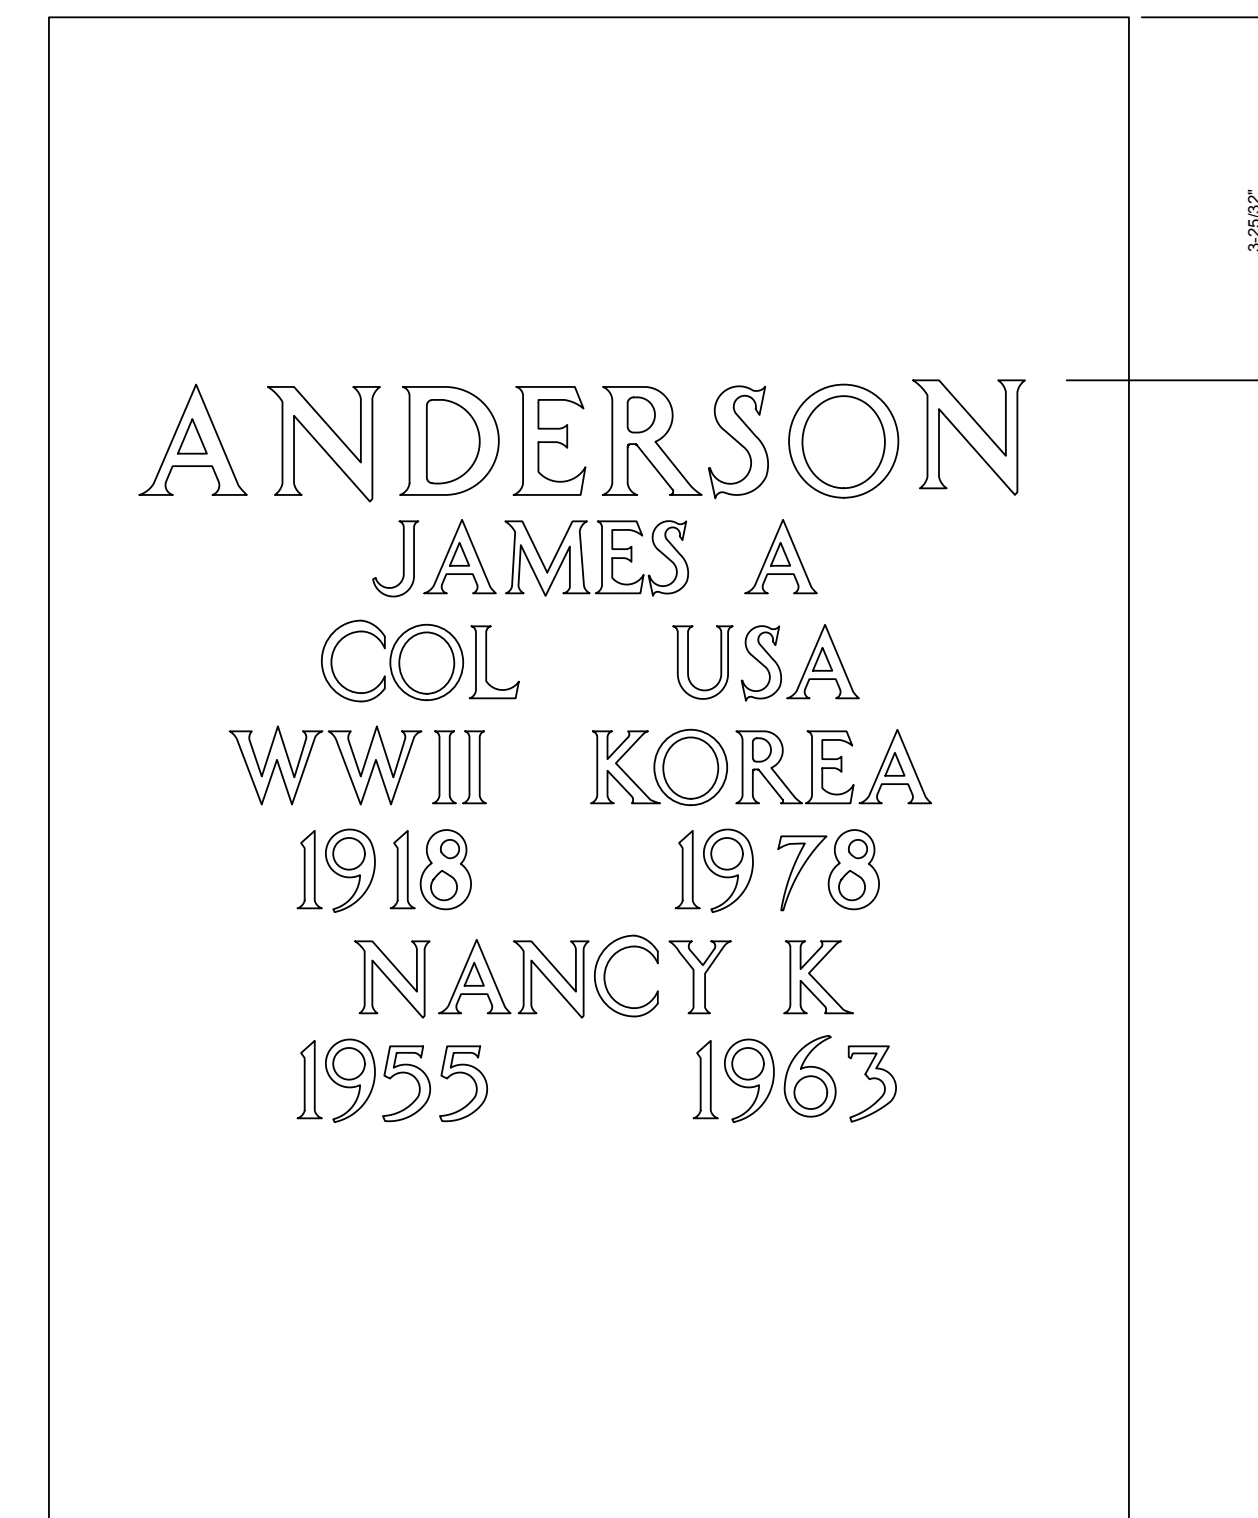 ANDERSON
JAMES A
COL USA
WWII KOREA
1918 1978
NANCY K
1955 1963
3-25/32"